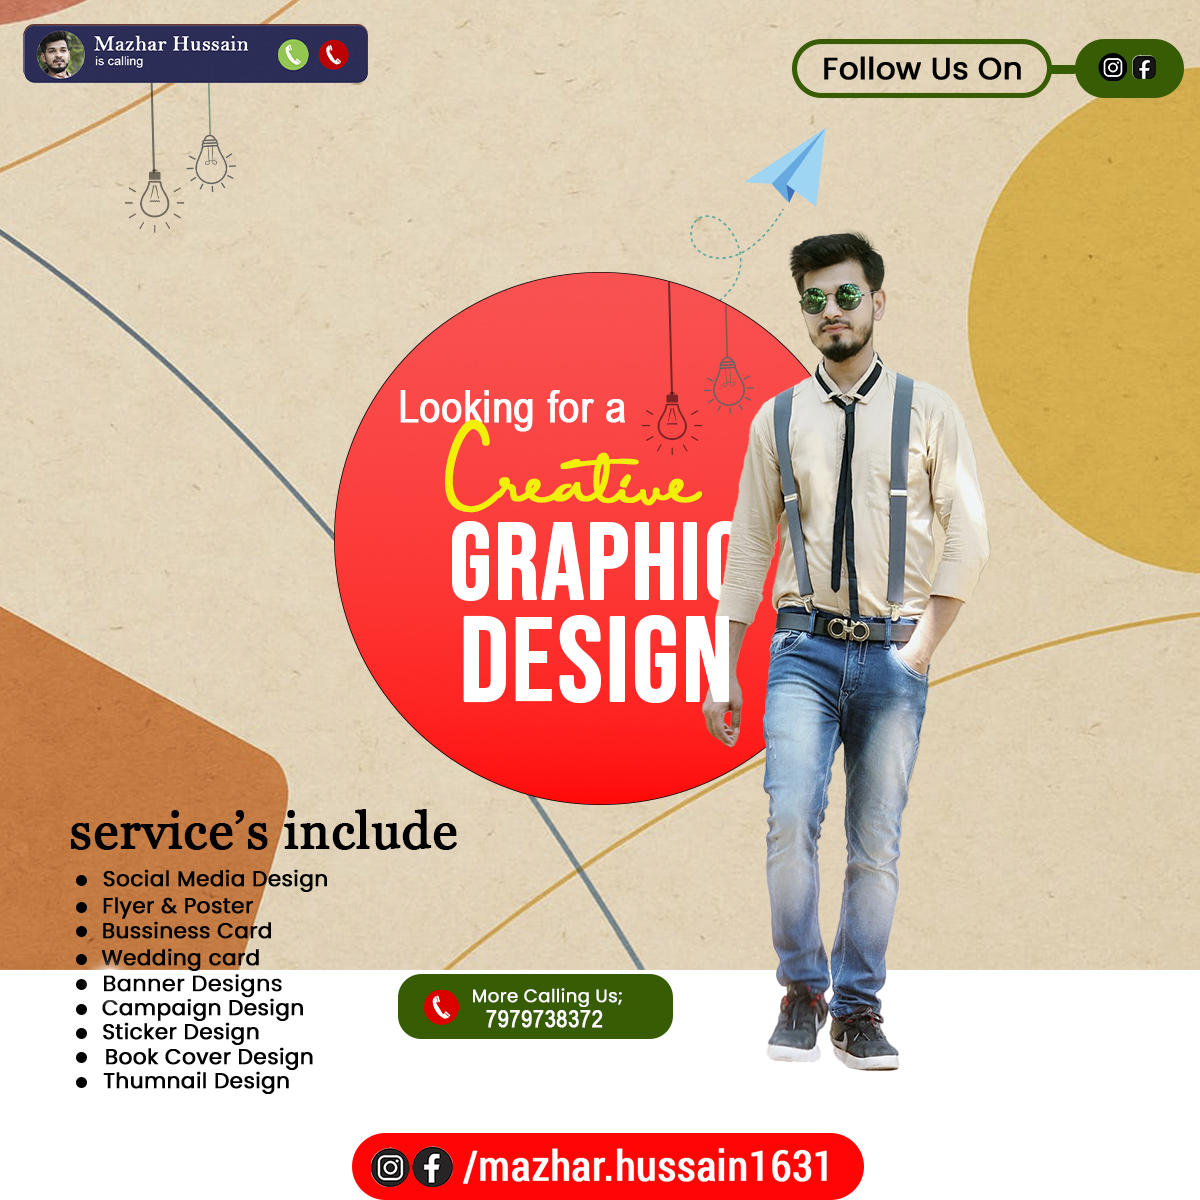 Mazhar Hussain
is calling
Follow Us On
Looking for a
Creative
GRAPHIC
DESIGN
service's include
Social Media Design
Flyer & Poster
Bussiness Card
Wedding card
Banner Designs
Campaign Design
Sticker Design
Book Cover Design
Thumnail Design
More Calling Us;
7979738372
/mazhar.hussain1631